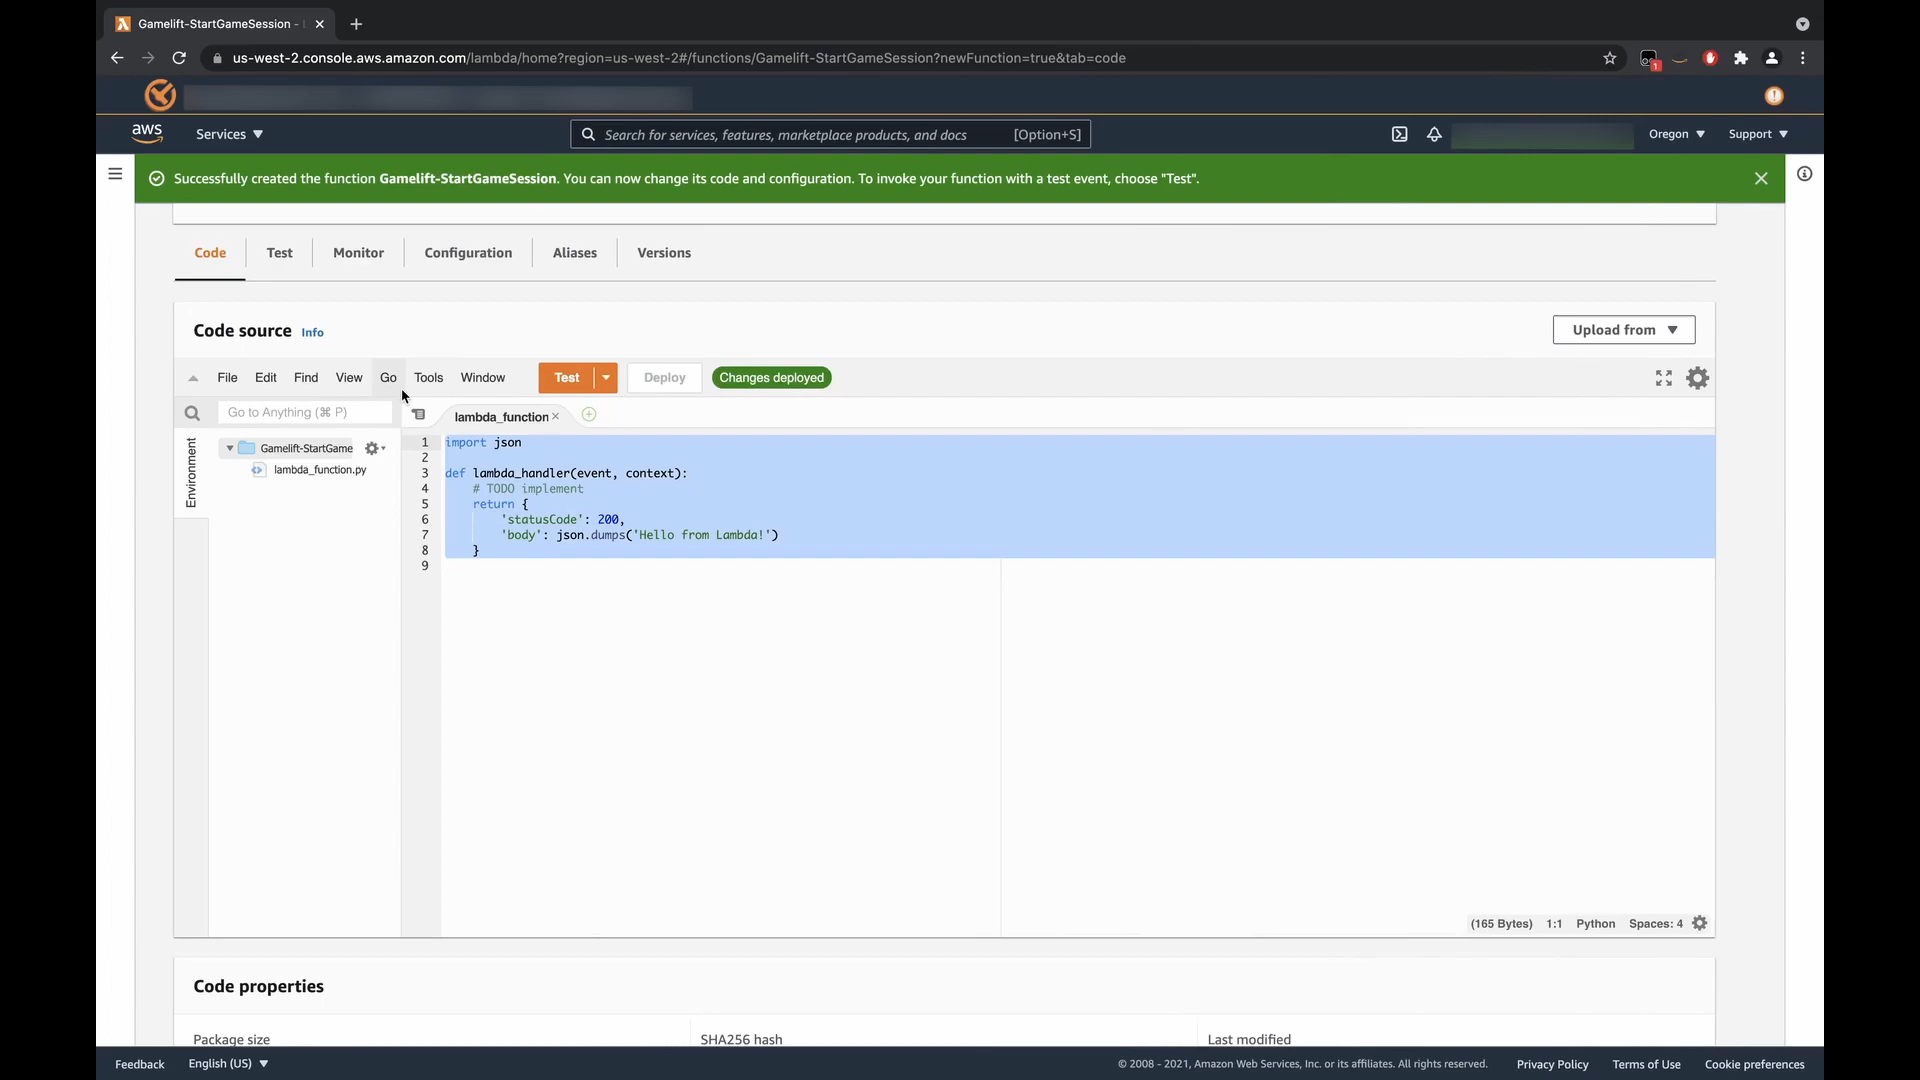 Gamelift-StartGameSession -
us-west-2.console.aws.amazon.com/lambda/home?region=us-west-2#/functions/Gamelift-StartGameSession?newFunction=true&tab=code
1
aws
Services
Search for services, features, marketplace products, and docs [Option+S]
Oregon
Support
Successfully created the function Gamelift-StartGameSession. You can now change its code and configuration. To invoke your function with a test event, choose "Test".
Code
Test
Monitor
Configuration
Aliases
Versions
Code source Info
Upload from
File Edit Find View Go Tools Window
Test
Deploy
Changes deployed
Go to Anything (⌘ P)
lambda_function
Environment
Gamelift-StartGame
lambda_function.py
1 import json
2
3 def lambda_handler(event, context):
4     # TODO implement
5     return {
6         'statusCode': 200,
7         'body': json.dumps('Hello from Lambda!')
8     }
9
(165 Bytes) 1:1 Python Spaces: 4
Code properties
Package size
SHA256 hash
Last modified
Feedback English (US)
© 2008 - 2021, Amazon Web Services, Inc. or its affiliates. All rights reserved. Privacy Policy Terms of Use Cookie preferences